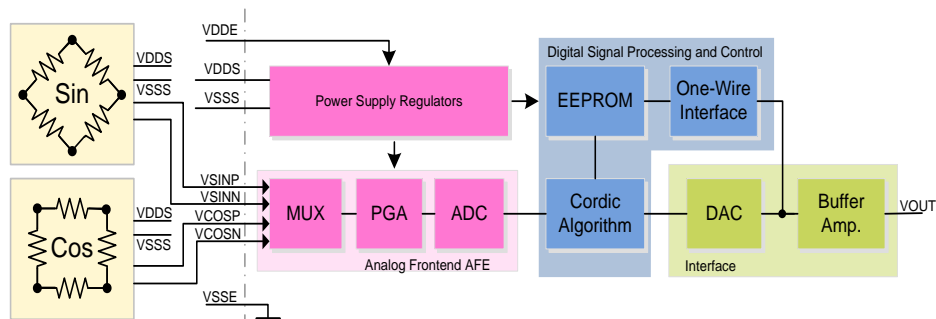 Sin
VDDS
VSSS
Cos
VDDS
VSSS
VDDE
VDDS
VSSS
VSINP
VSINN
VCOSP
VCOSN
VSSE
Power Supply Regulators
MUX
PGA
ADC
Analog Frontend AFE
Digital Signal Processing and Control
EEPROM
One-Wire
Interface
Cordic
Algorithm
DAC
Buffer
Amp.
Interface
VOUT